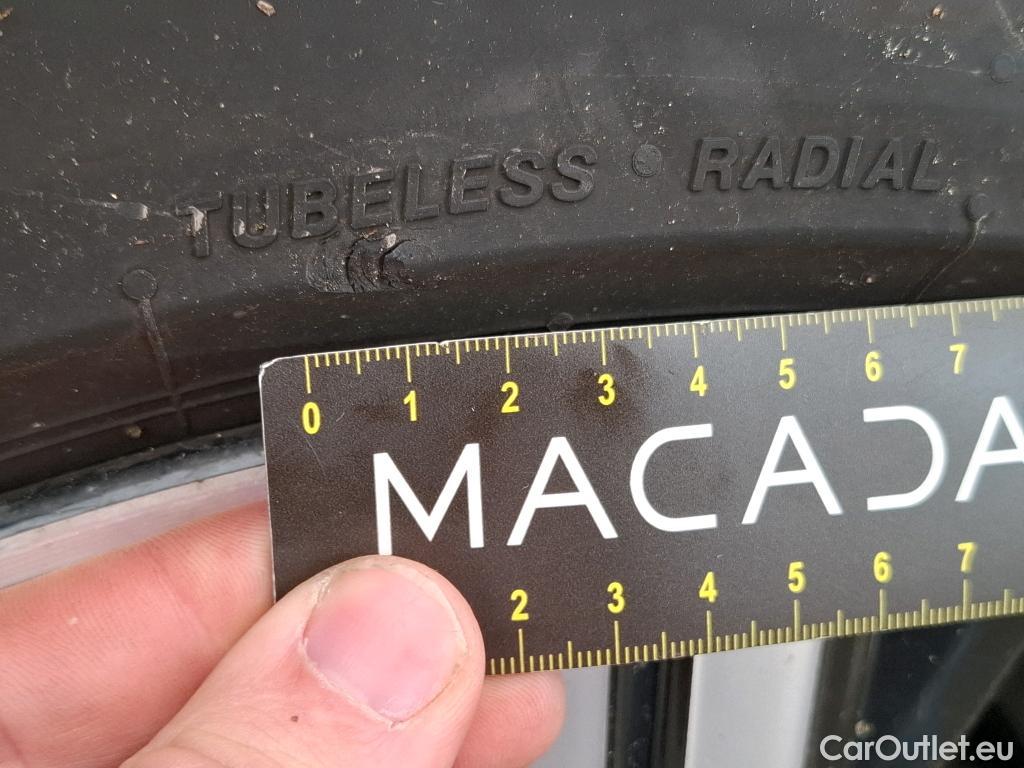 TUBELESS • RADIAL
0 1 2 3 4 5 6 7
MACADA
2 3 4 5 6 7
CarOutlet.eu